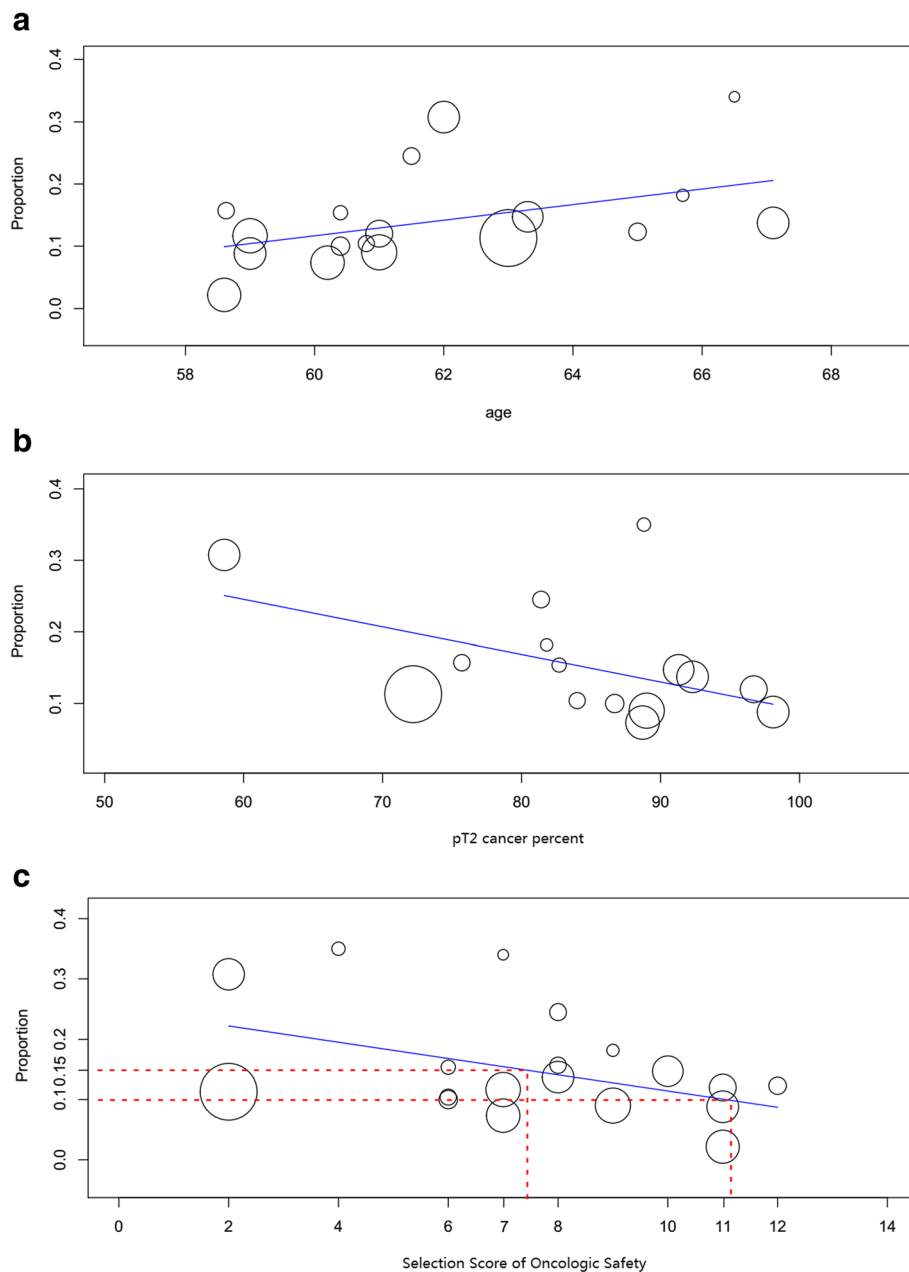 a
0.4
0.3
0.2
0.1
0.0
Proportion
58 60 62 64 66 68
age
b
0.4
0.3
0.2
0.1
Proportion
50 60 70 80 90 100
pT2 cancer percent
c
0.4
0.3
0.2
0.15
0.1
0.0
Proportion
0 2 4 6 7 8 10 11 12 14
Selection Score of Oncologic Safety